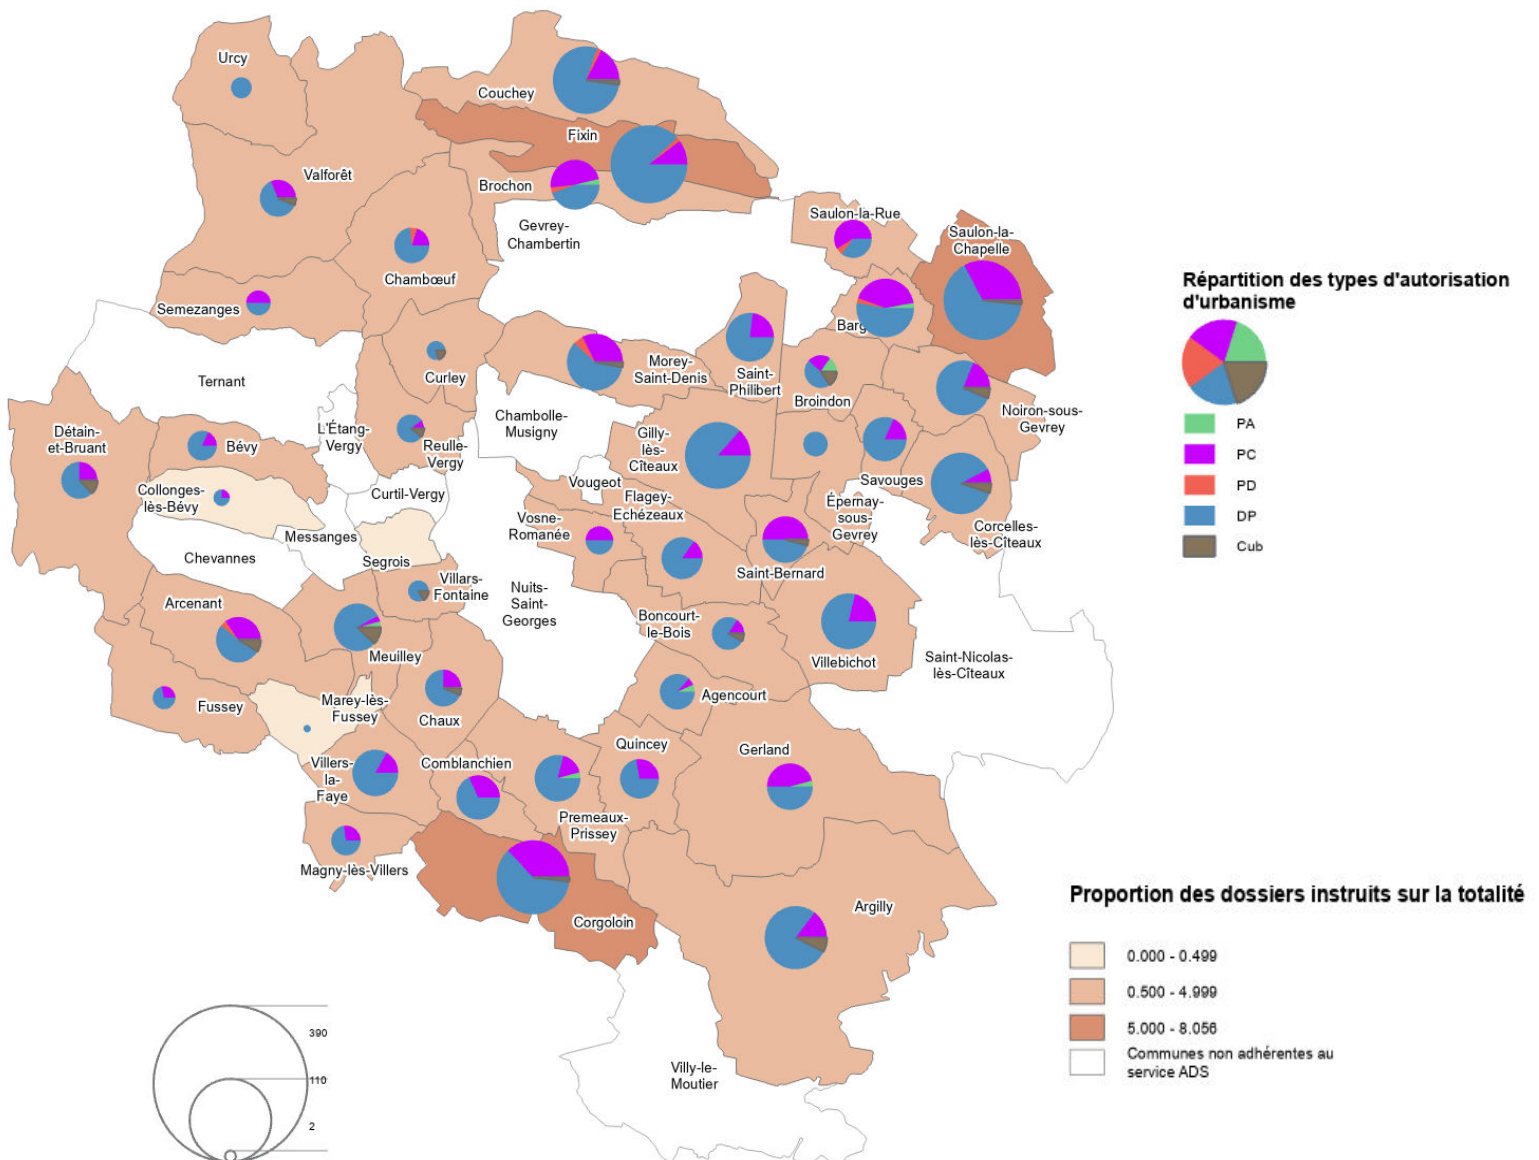 Urcy
Couchey
Fixin
Valforêt
Brochon
Saulon-la-Rue
Gevrey-
Chambertin
Saulon-la-
Chapelle
Chambœuf
Semezanges
Barg
Morey-
Saint-Denis
Saint-
Philibert
Ternant
Curley
Broindon
Noiron-sous-
Gevrey
Chambolle-
Musigny
Détain-
et-Bruant
L'Étang-
Vergy
Bévy
Reulle-
Vergy
Gilly-
lès-
Cîteaux
Savouges
Vougeot
Collonges-
lès-Bévy
Curtil-Vergy
Flagey-
Echézeaux
Épernay-
sous-
Gevrey
Vosne-
Romanée
Corcelles-
lès-Cîteaux
Messanges
Chevannes
Segrois
Saint-Bernard
Villars-
Fontaine
Nuits-
Saint-
Georges
Arcenant
Boncourt-
le-Bois
Meuilley
Villebichot
Saint-Nicolas-
lès-Cîteaux
Marey-lès-
Fussey
Agencourt
Fussey
Chaux
Quincey
Gerland
Villers-
la-
Faye
Comblanchien
Premeaux-
Prissey
Magny-lès-Villers
Corgoloin
Argilly
Villy-le-
Moutier
Répartition des types d'autorisation
d'urbanisme
PA
PC
PD
DP
Cub
Proportion des dossiers instruits sur la totalité
0.000 - 0.499
0.500 - 4.999
5.000 - 8.056
Communes non adhérentes au
service ADS
390
110
2